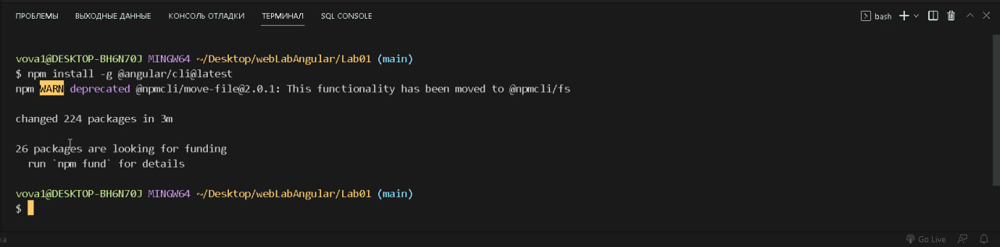 ПРОБЛЕМЫ ВЫХОДНЫЕ ДАННЫЕ КОНСОЛЬ ОТЛАДКИ ТЕРМИНАЛ SQL CONSOLE bash
vova1@DESKTOP-BH6N70J MINGW64 ~/Desktop/webLabAngular/Lab01 (main)
$ npm install -g @angular/cli@latest
npm WARN deprecated @npmcli/move-file@2.0.1: This functionality has been moved to @npmcli/fs
changed 224 packages in 3m
26 packages are looking for funding
run `npm fund` for details
vova1@DESKTOP-BH6N70J MINGW64 ~/Desktop/webLabAngular/Lab01 (main)
$
Go Live